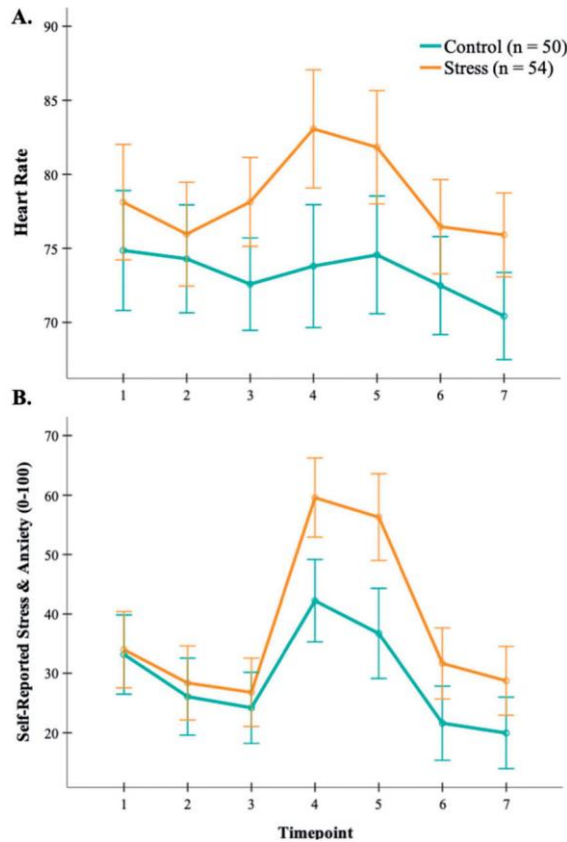 A.
Control (n = 50)
Stress (n = 54)
Heart Rate
90
85
80
75
70
1 2 3 4 5 6 7
B.
Self-Reported Stress & Anxiety (0-100)
70
60
50
40
30
20
1 2 3 4 5 6 7
Timepoint